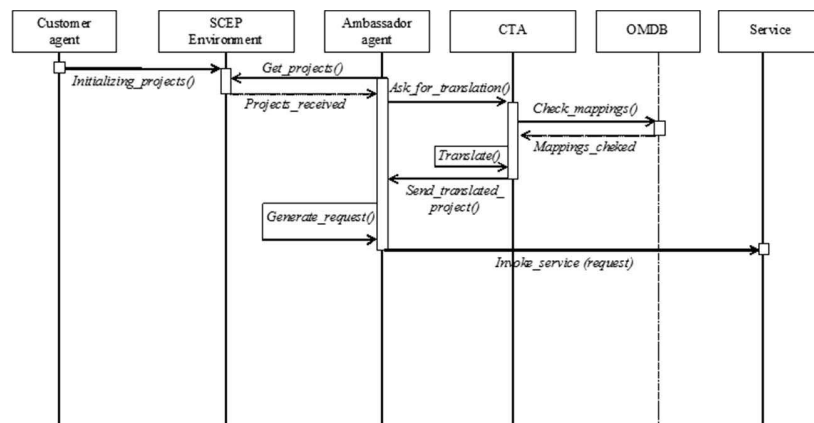 Customer
agent
SCEP
Environment
Ambassador
agent
CTA
OMDB
Service
Get_projects()
Initializing_projects()
Ask_for_translation()
Projects_received
Check_mappings()
Mappings_cheked
Translate()
Send_translated_
project()
Generate_request()
Invoke_service (request)